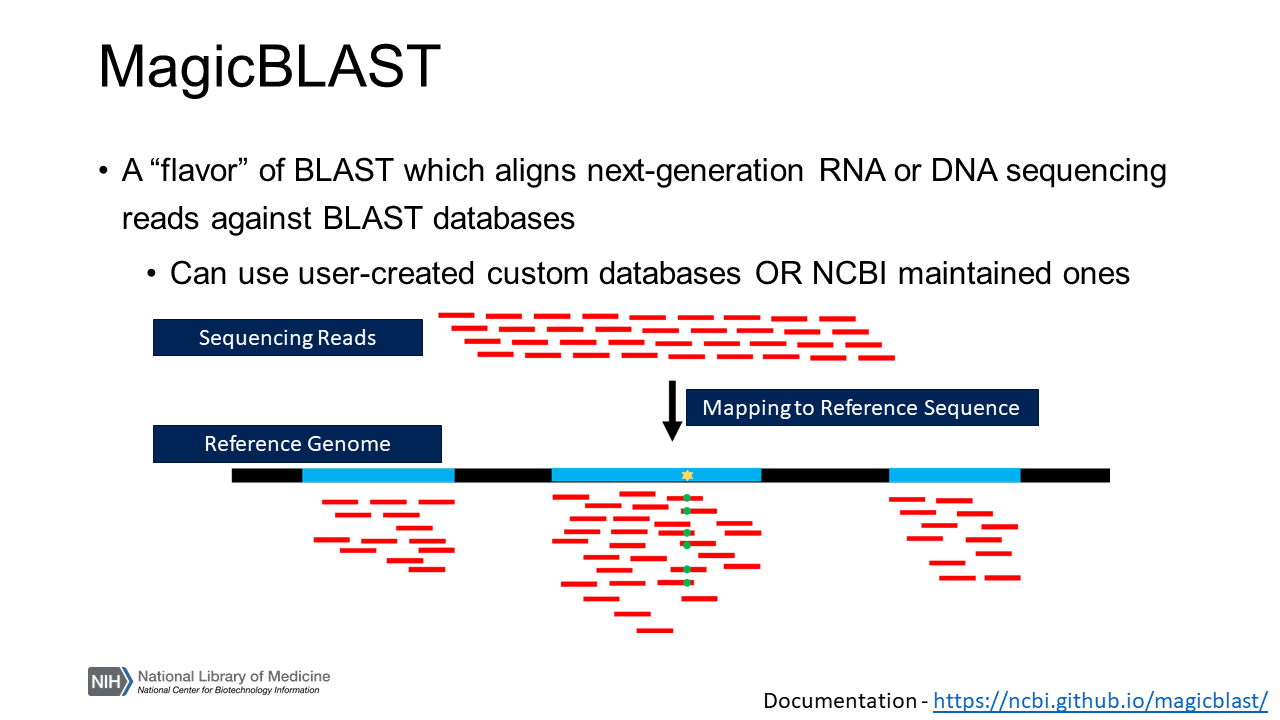 MagicBLAST
• A “flavor” of BLAST which aligns next-generation RNA or DNA sequencing
reads against BLAST databases
• Can use user-created custom databases OR NCBI maintained ones
Sequencing Reads
Mapping to Reference Sequence
Reference Genome
NIH National Library of Medicine
National Center for Biotechnology Information
Documentation - https://ncbi.github.io/magicblast/